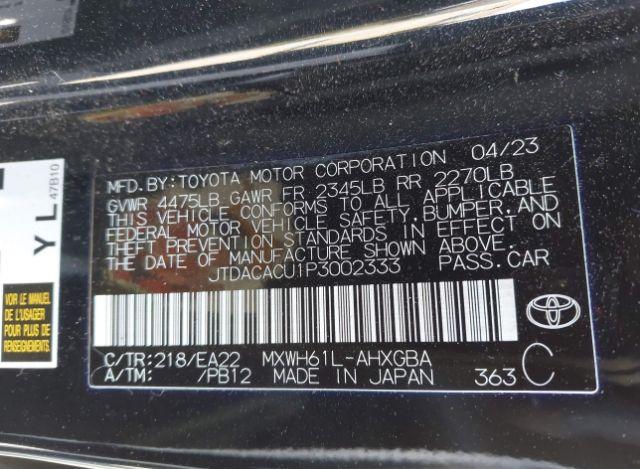 MFD.BY:TOYOTA MOTOR CORPORATION 04/23
GVWR 4475LB GAWR FR 2345LB RR 2270LB
THIS VEHICLE CONFORMS TO ALL APPLICABLE
FEDERAL MOTOR VEHICLE SAFETY,BUMPER,AND
THEFT PREVENTION STANDARDS IN EFFECT ON
THE DATE OF MANUFACTURE SHOWN ABOVE.
JTDACACU1P3002333 PASS.CAR
C/TR:218/EA22 MXWH61L-AHXGBA
A/TM: /PB12 MADE IN JAPAN 363 C
YL
47B10
VOIR LE MANUEL
DE L'USAGER
POUR PLUS DE
RENSEIGNEMENTS.